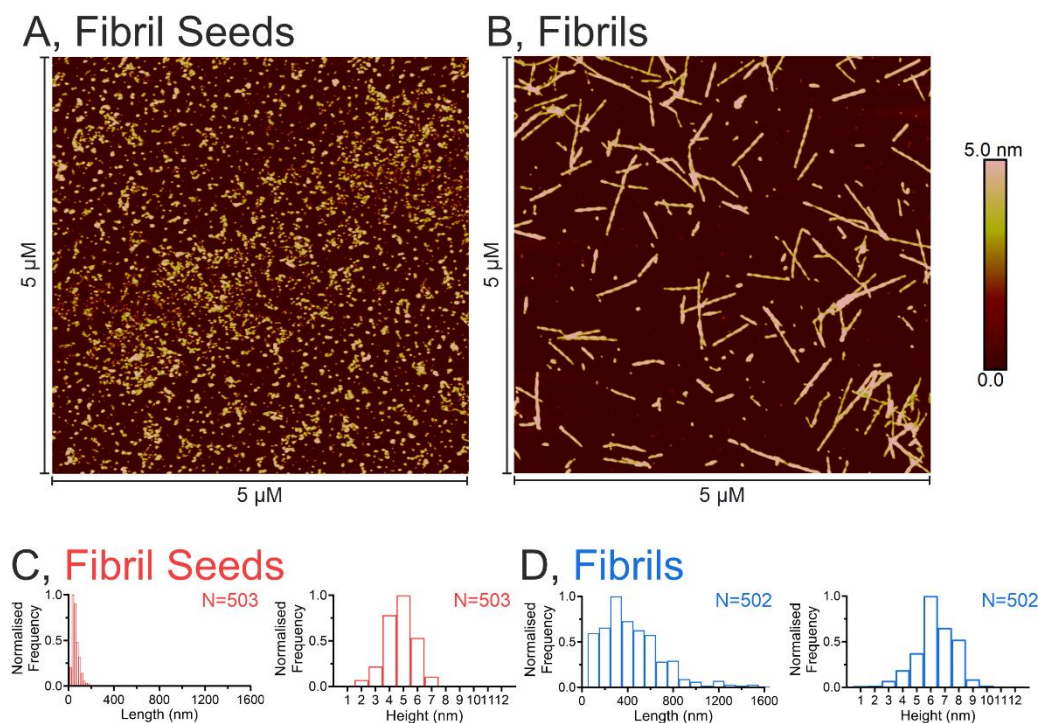 A, Fibril Seeds
B, Fibrils
5 µM
5 µM
5 µM
5 µM
5.0 nm
0.0
C, Fibril Seeds
D, Fibrils
Normalised
Frequency
1.0
0.5
0
N=503
0 400 800 1200 1600
Length (nm)
Normalised
Frequency
1.0
0.5
0.0
N=503
1 2 3 4 5 6 7 8 9 10 11 12
Height (nm)
Normalised
Frequency
1.0
0.5
0
N=502
0 400 800 1200 1600
Length (nm)
Normalised
Frequency
1.0
0.5
0.0
N=502
1 2 3 4 5 6 7 8 9 10 11 12
Height (nm)